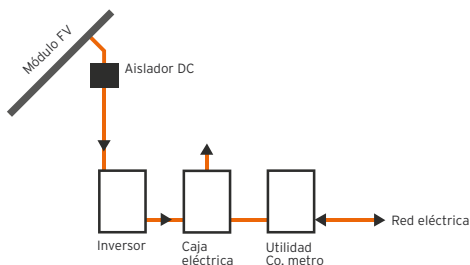 Módulo FV
Aislador DC
Red eléctrica
Inversor
Caja
eléctrica
Utilidad
Co. metro